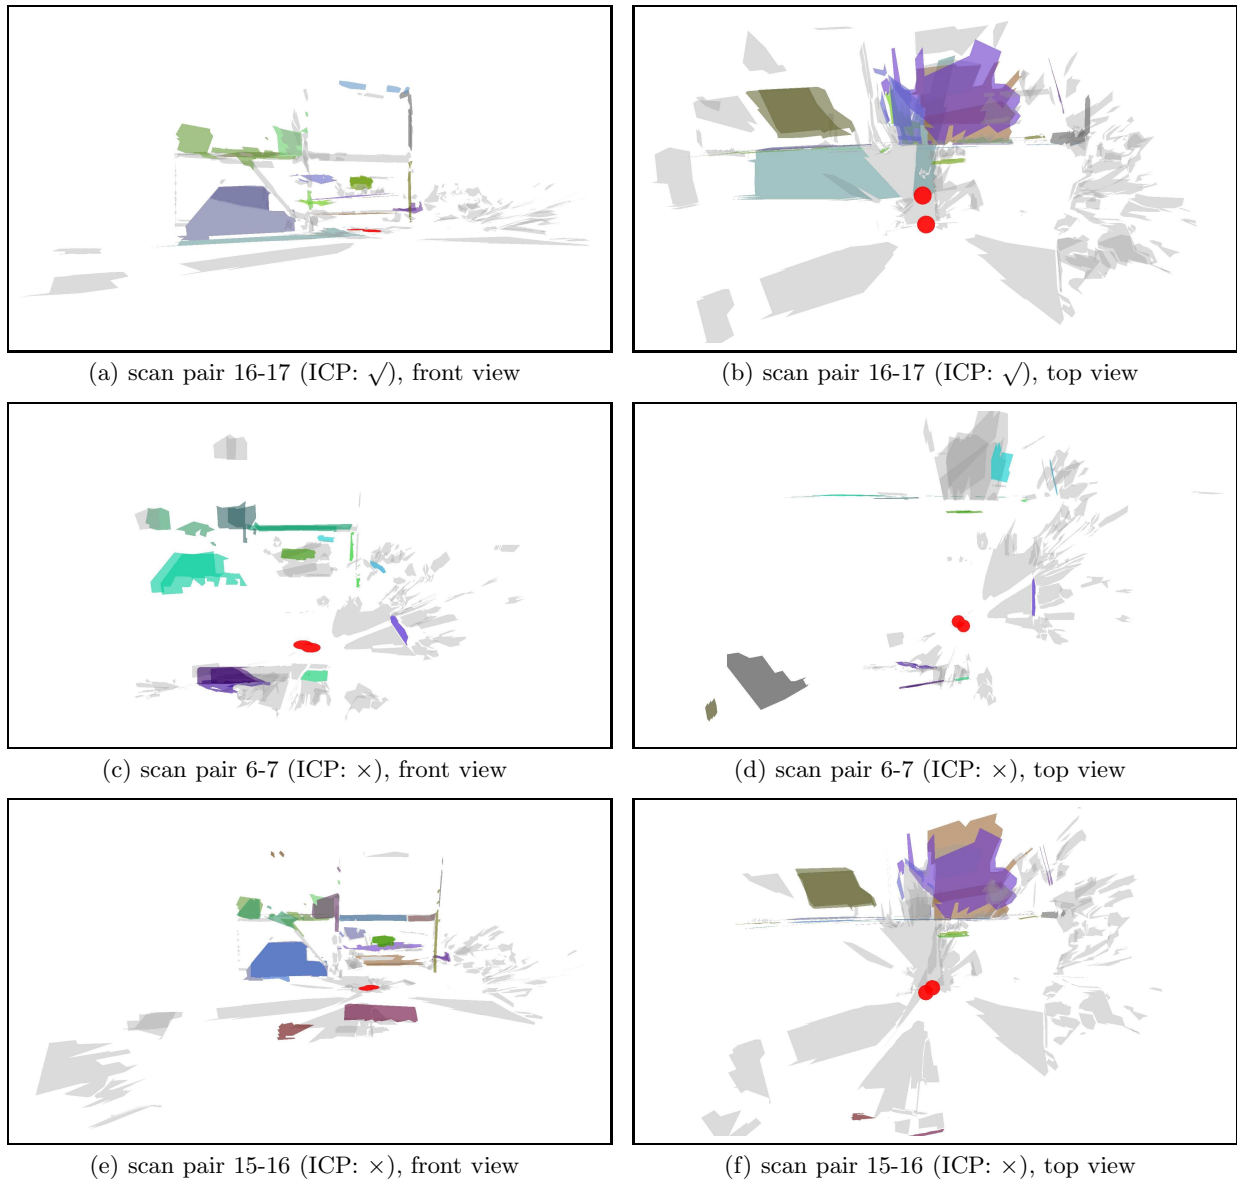 (a) scan pair 16-17 (ICP: √), front view
(b) scan pair 16-17 (ICP: √), top view
(c) scan pair 6-7 (ICP: ×), front view
(d) scan pair 6-7 (ICP: ×), top view
(e) scan pair 15-16 (ICP: ×), front view
(f) scan pair 15-16 (ICP: ×), top view